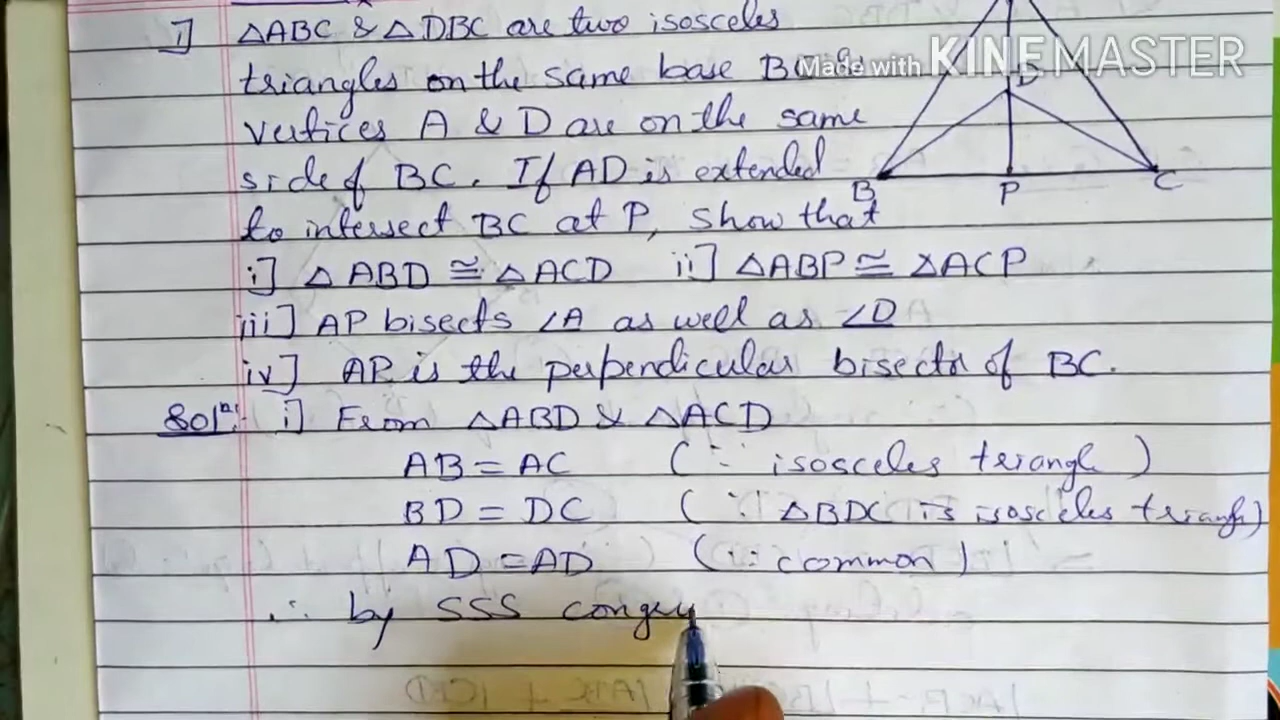 1] △ABC & △DBC are two isosceles
triangles on the same base BC &
vertices A & D are on the same
side of BC. If AD is extended
to intersect BC at P, show that
i] △ABD ≅ △ACD ii] △ABP ≅ △ACP
iii] AP bisects ∠A as well as ∠D
iv] AP is the perpendicular bisector of BC.
Solⁿ:- i] From △ABD & △ACD
AB = AC (∵ isosceles triangle)
BD = DC (∵ △BDC is isosceles triangle)
AD = AD (∵ common)
∴ by SSS congru
Made with KINEMASTER
D
B P C